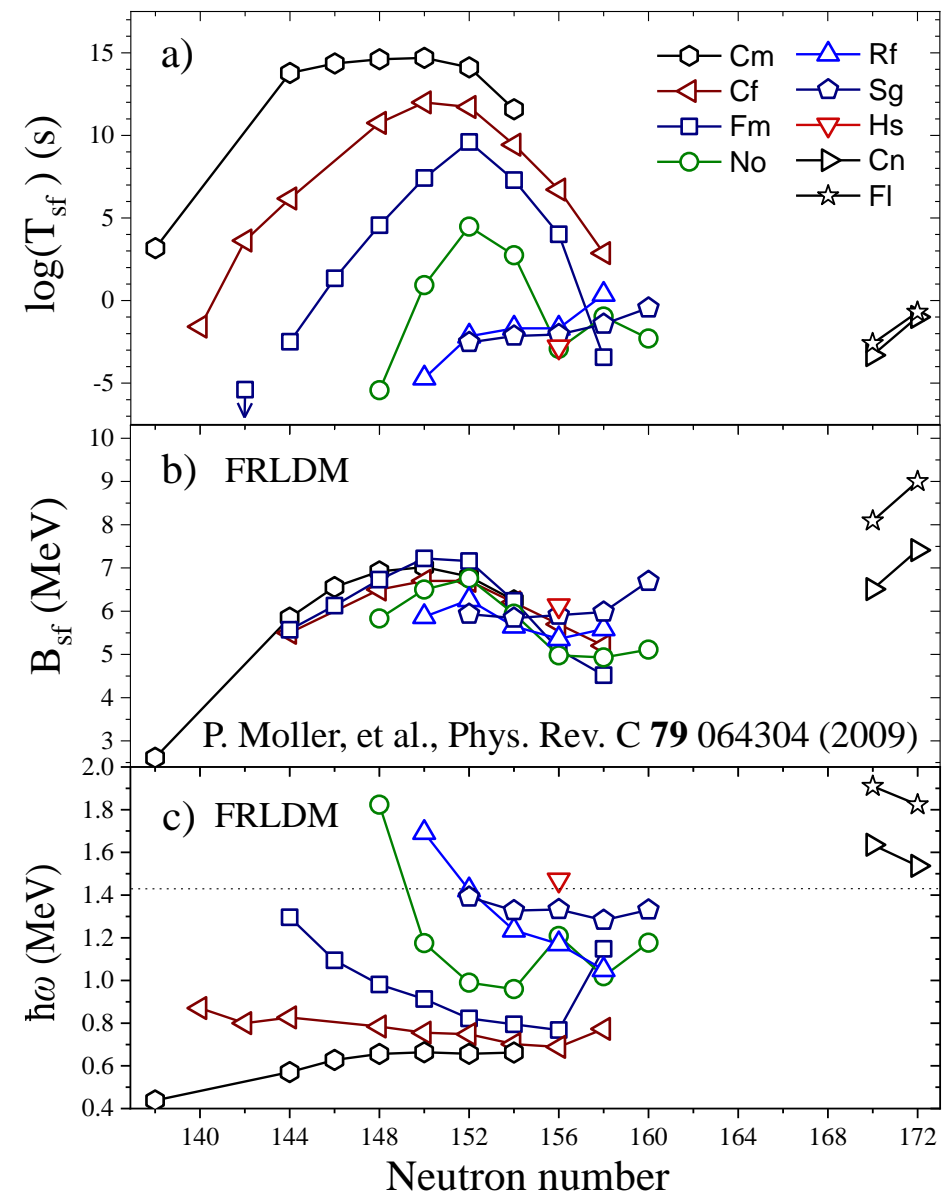 a)
Cm
Cf
Fm
No
Rf
Sg
Hs
Cn
Fl
log(T_sf) (s)
15
10
5
0
-5
b) FRLDM
B_sf (MeV)
10
9
8
7
6
5
4
3
P. Moller, et al., Phys. Rev. C 79 064304 (2009)
c) FRLDM
ħω (MeV)
2.0
1.8
1.6
1.4
1.2
1.0
0.8
0.6
0.4
140 144 148 152 156 160 164 168 172
Neutron number